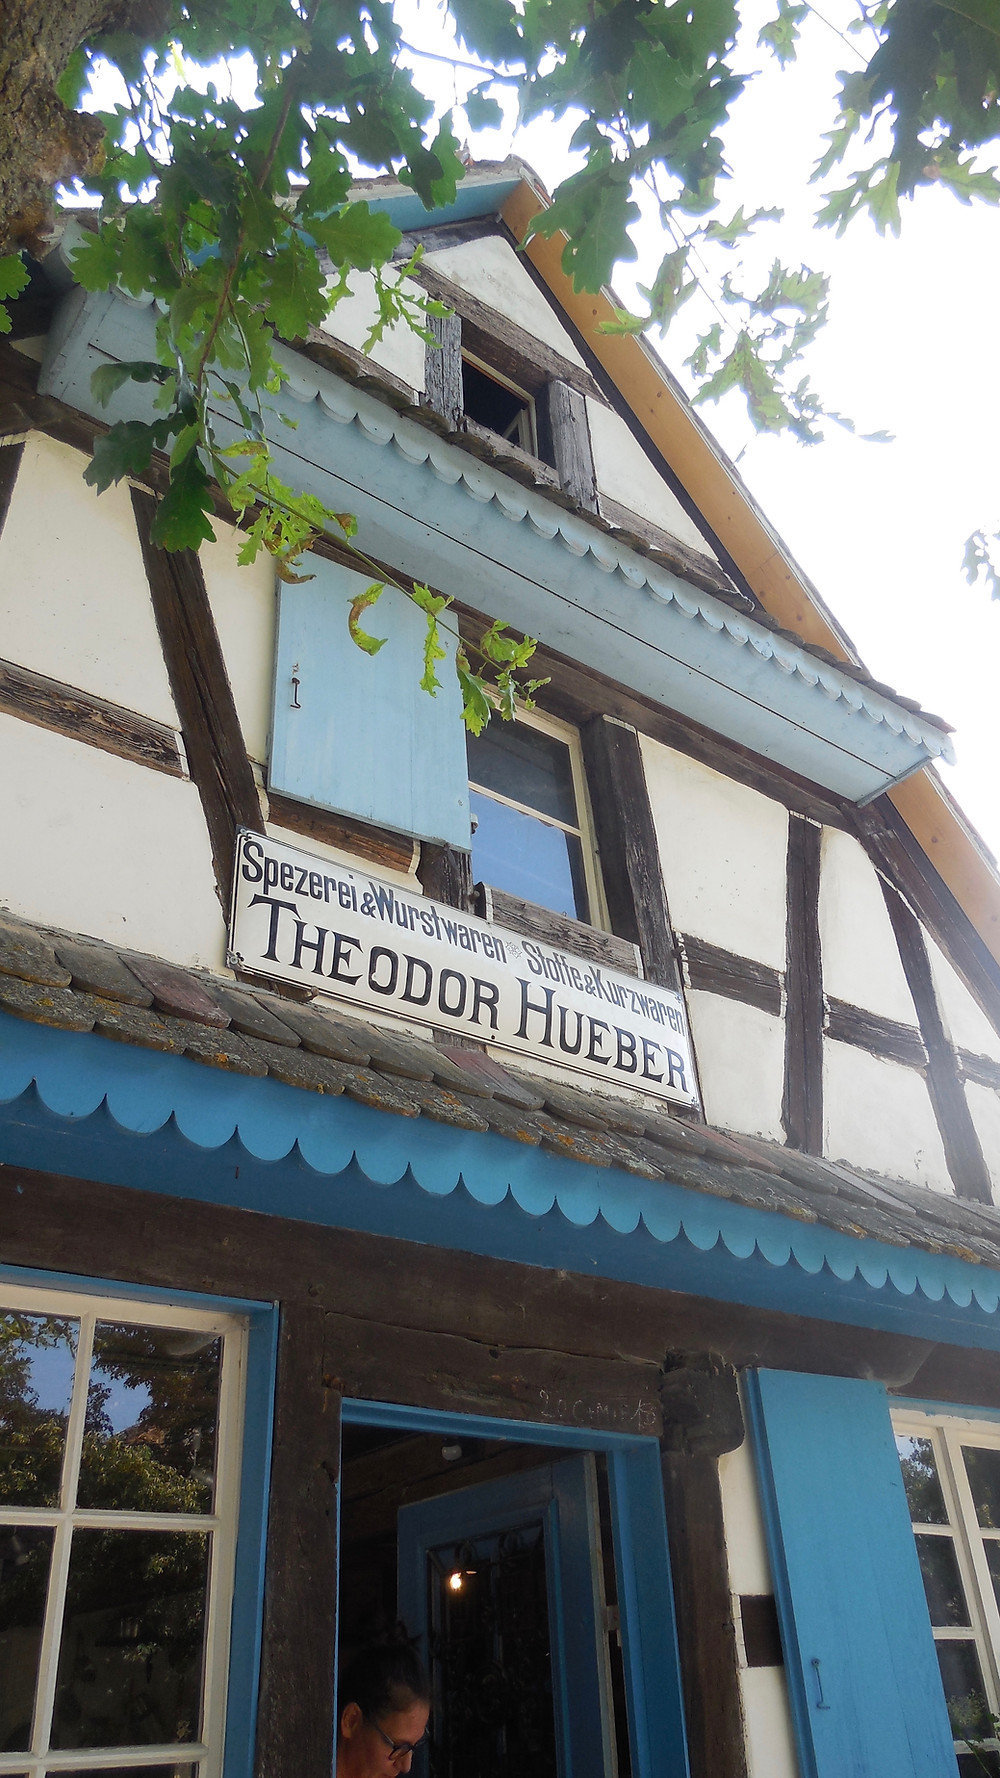 Spezerei & Wurstwaren * Stoffe & Kurzwaren
THEODOR HUEBER